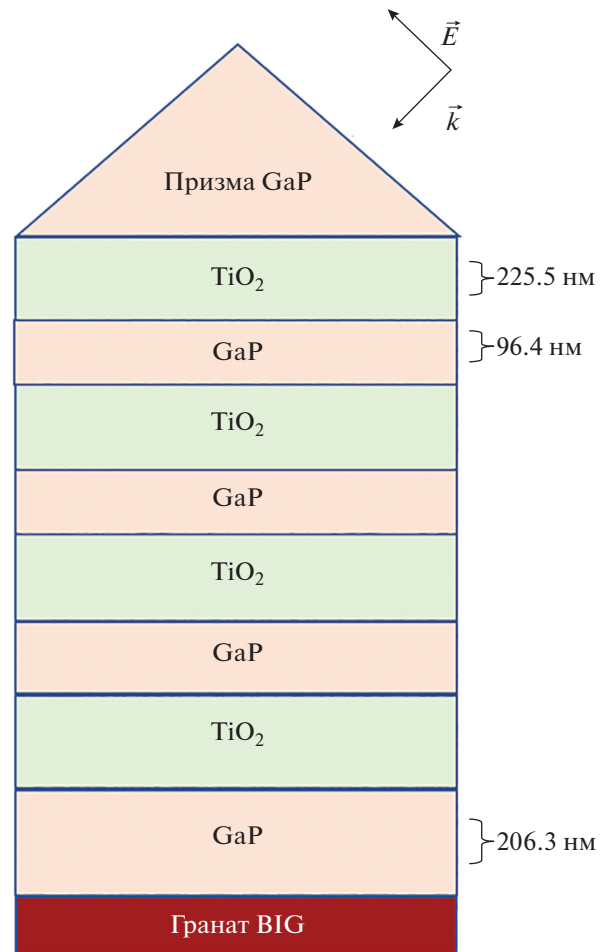 E
k
Призма GaP
TiO₂
225.5 нм
GaP
96.4 нм
TiO₂
GaP
TiO₂
GaP
TiO₂
GaP
206.3 нм
Гранат BIG